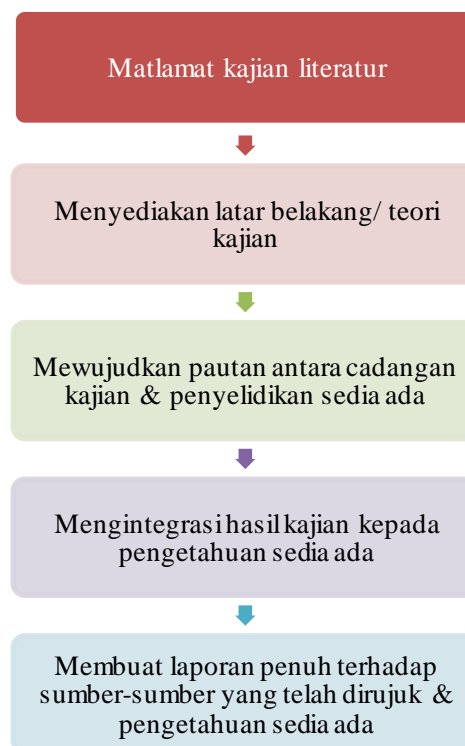 Matlamat kajian literatur
Menyediakan latar belakang/ teori
kajian
Mewujudkan pautan antara cadangan
kajian & penyelidikan sedia ada
Mengintegrasi hasil kajian kepada
pengetahuan sedia ada
Membuat laporan penuh terhadap
sumber-sumber yang telah dirujuk &
pengetahuan sedia ada